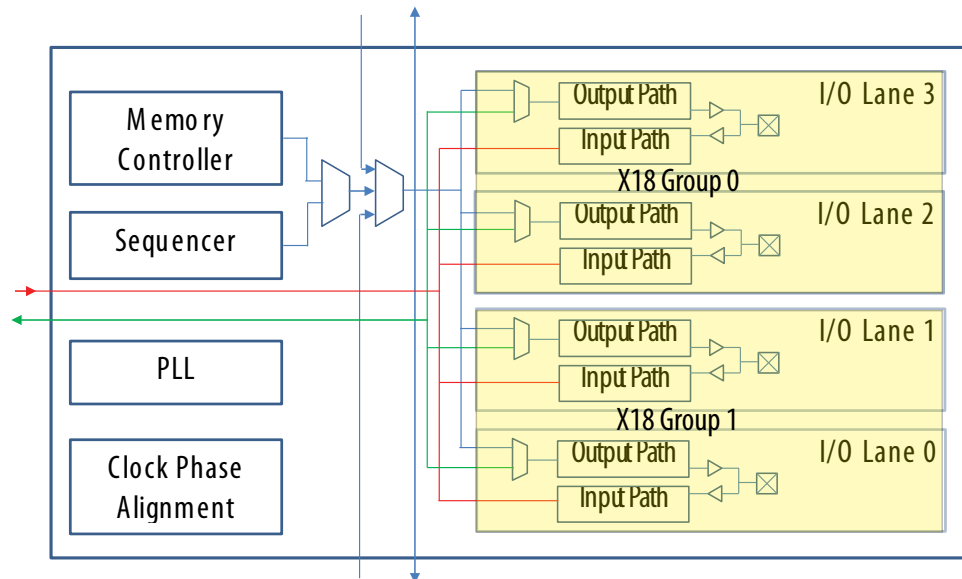 Memory
Controller
Sequencer
PLL
Clock Phase
Alignment
Output Path
I/O Lane 3
Input Path
X18 Group 0
Output Path
I/O Lane 2
Input Path
Output Path
I/O Lane 1
Input Path
X18 Group 1
Output Path
I/O Lane 0
Input Path